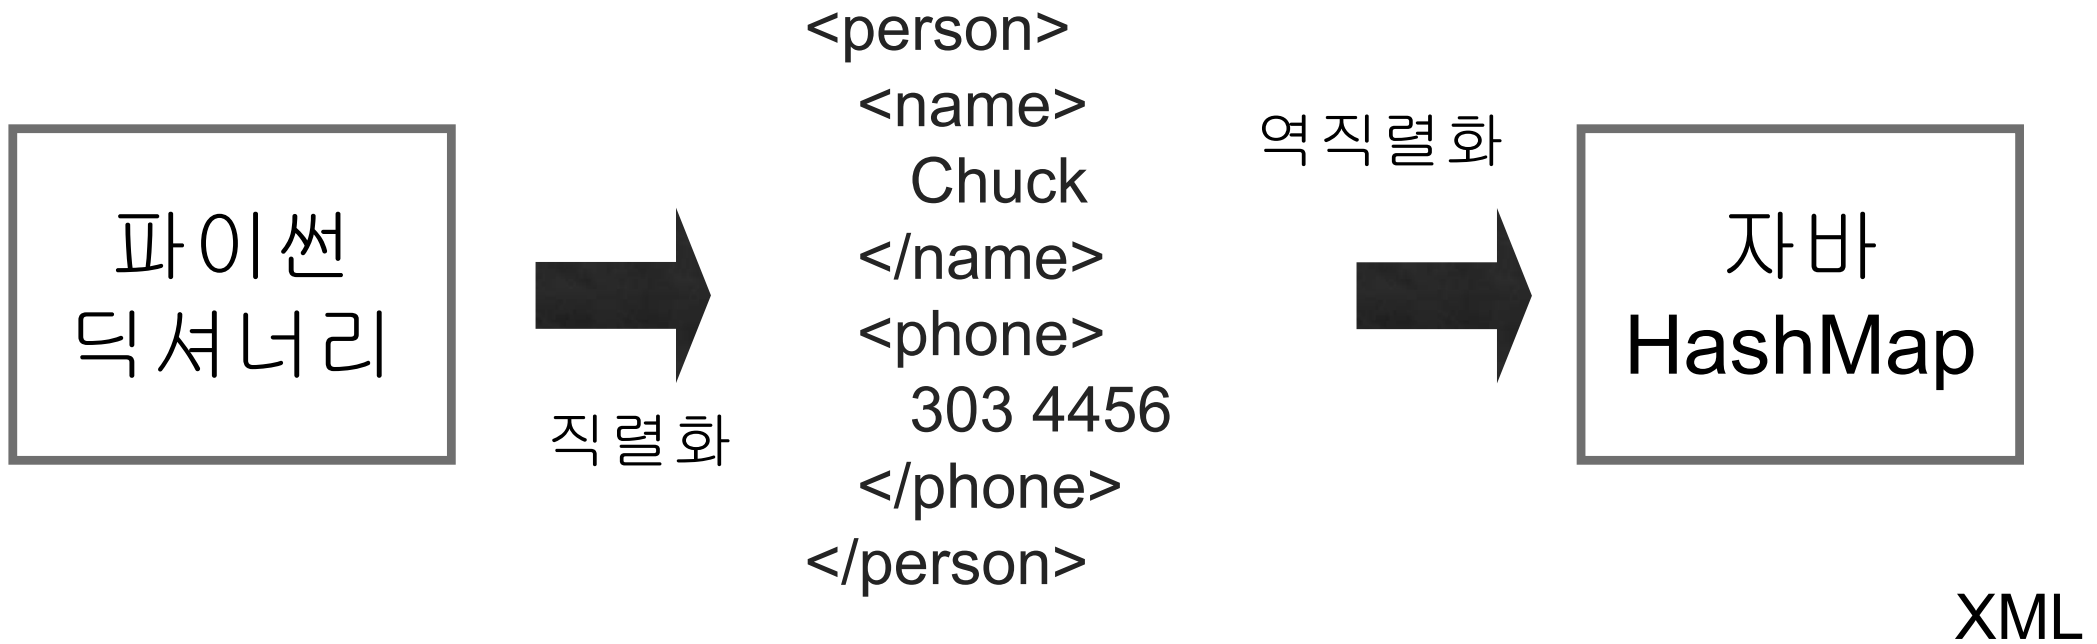 파이썬
딕셔너리
직렬화
<person>
<name>
Chuck
</name>
<phone>
303 4456
</phone>
</person>
역직렬화
자바
HashMap
XML